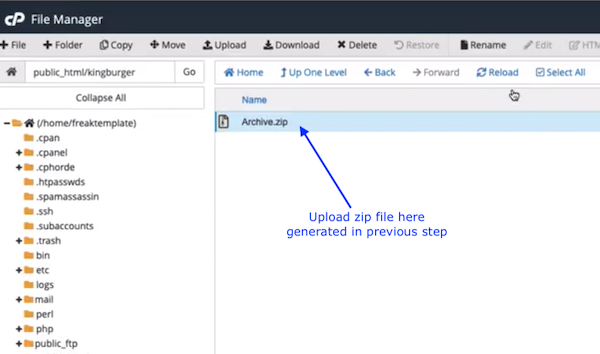 cP File Manager
+ File + Folder Copy Move Upload Download Delete Restore Rename Edit
public_html/kingburger Go Home Up One Level Back Forward Reload Select All
Collapse All
Name
Archive.zip
Upload zip file here
generated in previous step
(/home/freaktemplate)
.cpan
.cpanel
.cphorde
.htpasswds
.spamassassin
.ssh
.subaccounts
.trash
bin
etc
logs
mail
perl
php
public_ftp